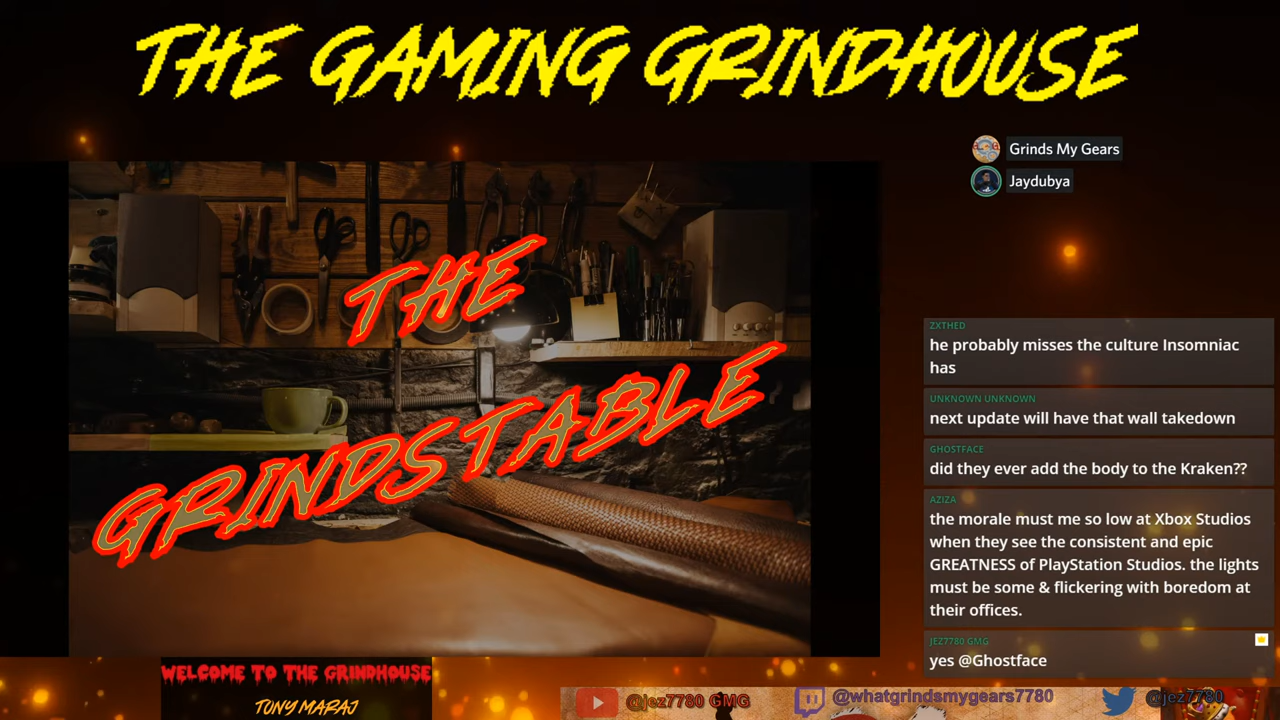 THE GAMING GRINDHOUSE
Grinds My Gears
Jaydubya
THE
GRINDSTABLE
ZXTHED
he probably misses the culture Insomniac
has
UNKNOWN UNKNOWN
next update will have that wall takedown
GHOSTFACE
did they ever add the body to the Kraken??
AZIZA
the morale must me so low at Xbox Studios
when they see the consistent and epic
GREATNESS of PlayStation Studios. the lights
must be some & flickering with boredom at
their offices.
JEZ7780 GMG
yes @Ghostface
WELCOME TO THE GRINDHOUSE
TONY MARAJ
@jez7780 GMG
@whatgrindsmygears7780
@jez7780